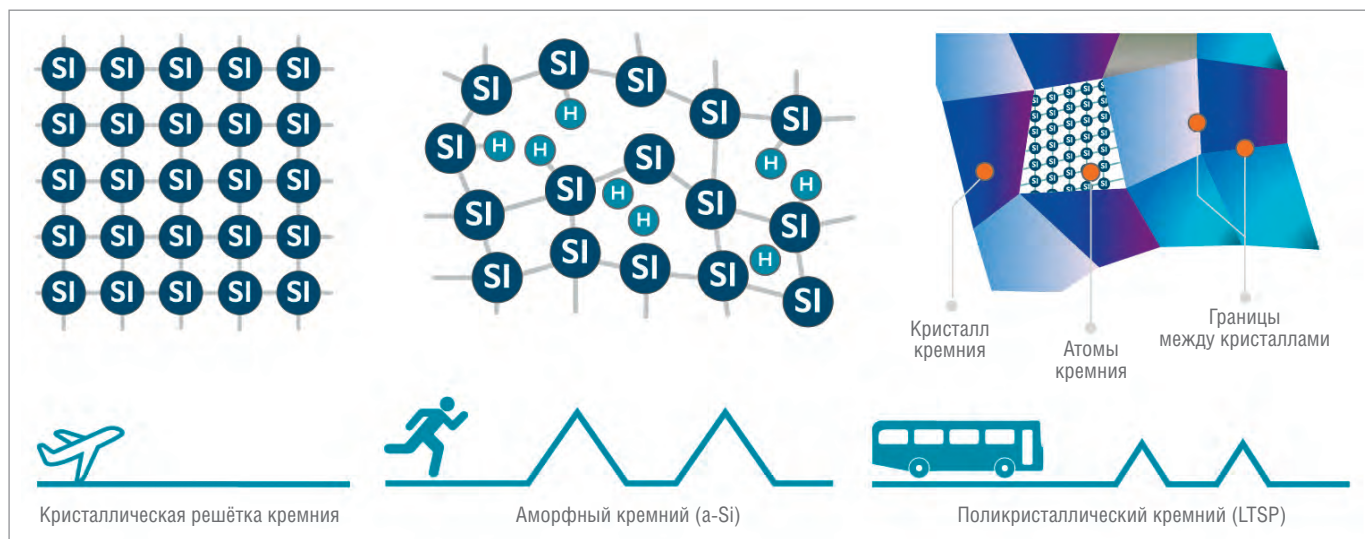 SI SI SI SI SI
SI SI SI SI SI
SI SI SI SI SI
SI SI SI SI SI
SI SI SI SI SI
SI SI SI SI SI
H
SI H H SI H H
SI H SI
SI H SI
SI SI SI SI H
SI
Кристалл
кремния
Атомы
кремния
Границы
между кристаллами
Кристаллическая решётка кремния
Аморфный кремний (a-Si)
Поликристаллический кремний (LTSP)